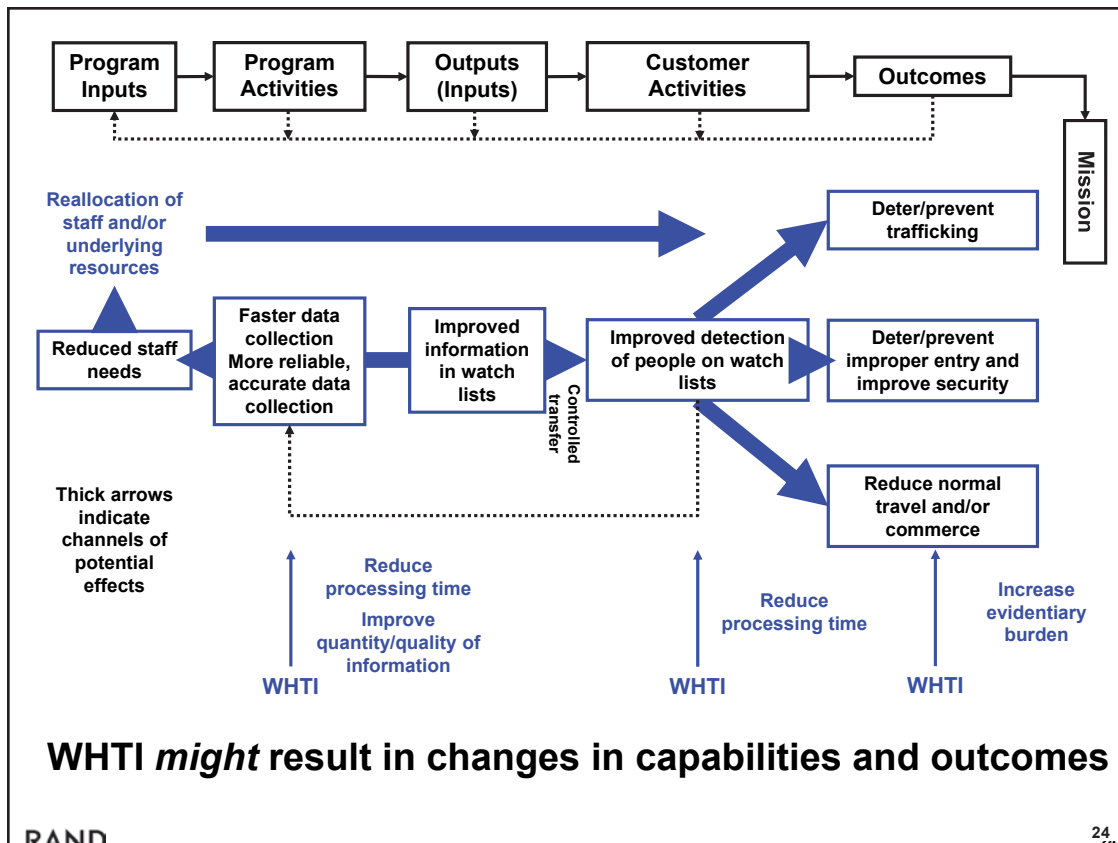 Program
Inputs
Program
Activities
Outputs
(Inputs)
Customer
Activities
Outcomes
Mission
Reallocation of
staff and/or
underlying
resources
Deter/prevent
trafficking
Reduced staff
needs
Faster data
collection
More reliable,
accurate data
collection
Improved
information
in watch
lists
Controlled
transfer
Improved detection
of people on watch
lists
Deter/prevent
improper entry and
improve security
Reduce normal
travel and/or
commerce
Thick arrows
indicate
channels of
potential
effects
Reduce
processing time
Improve
quantity/quality of
information
WHTI
Reduce
processing time
WHTI
Increase
evidentiary
burden
WHTI
WHTI might result in changes in capabilities and outcomes
RAND
24